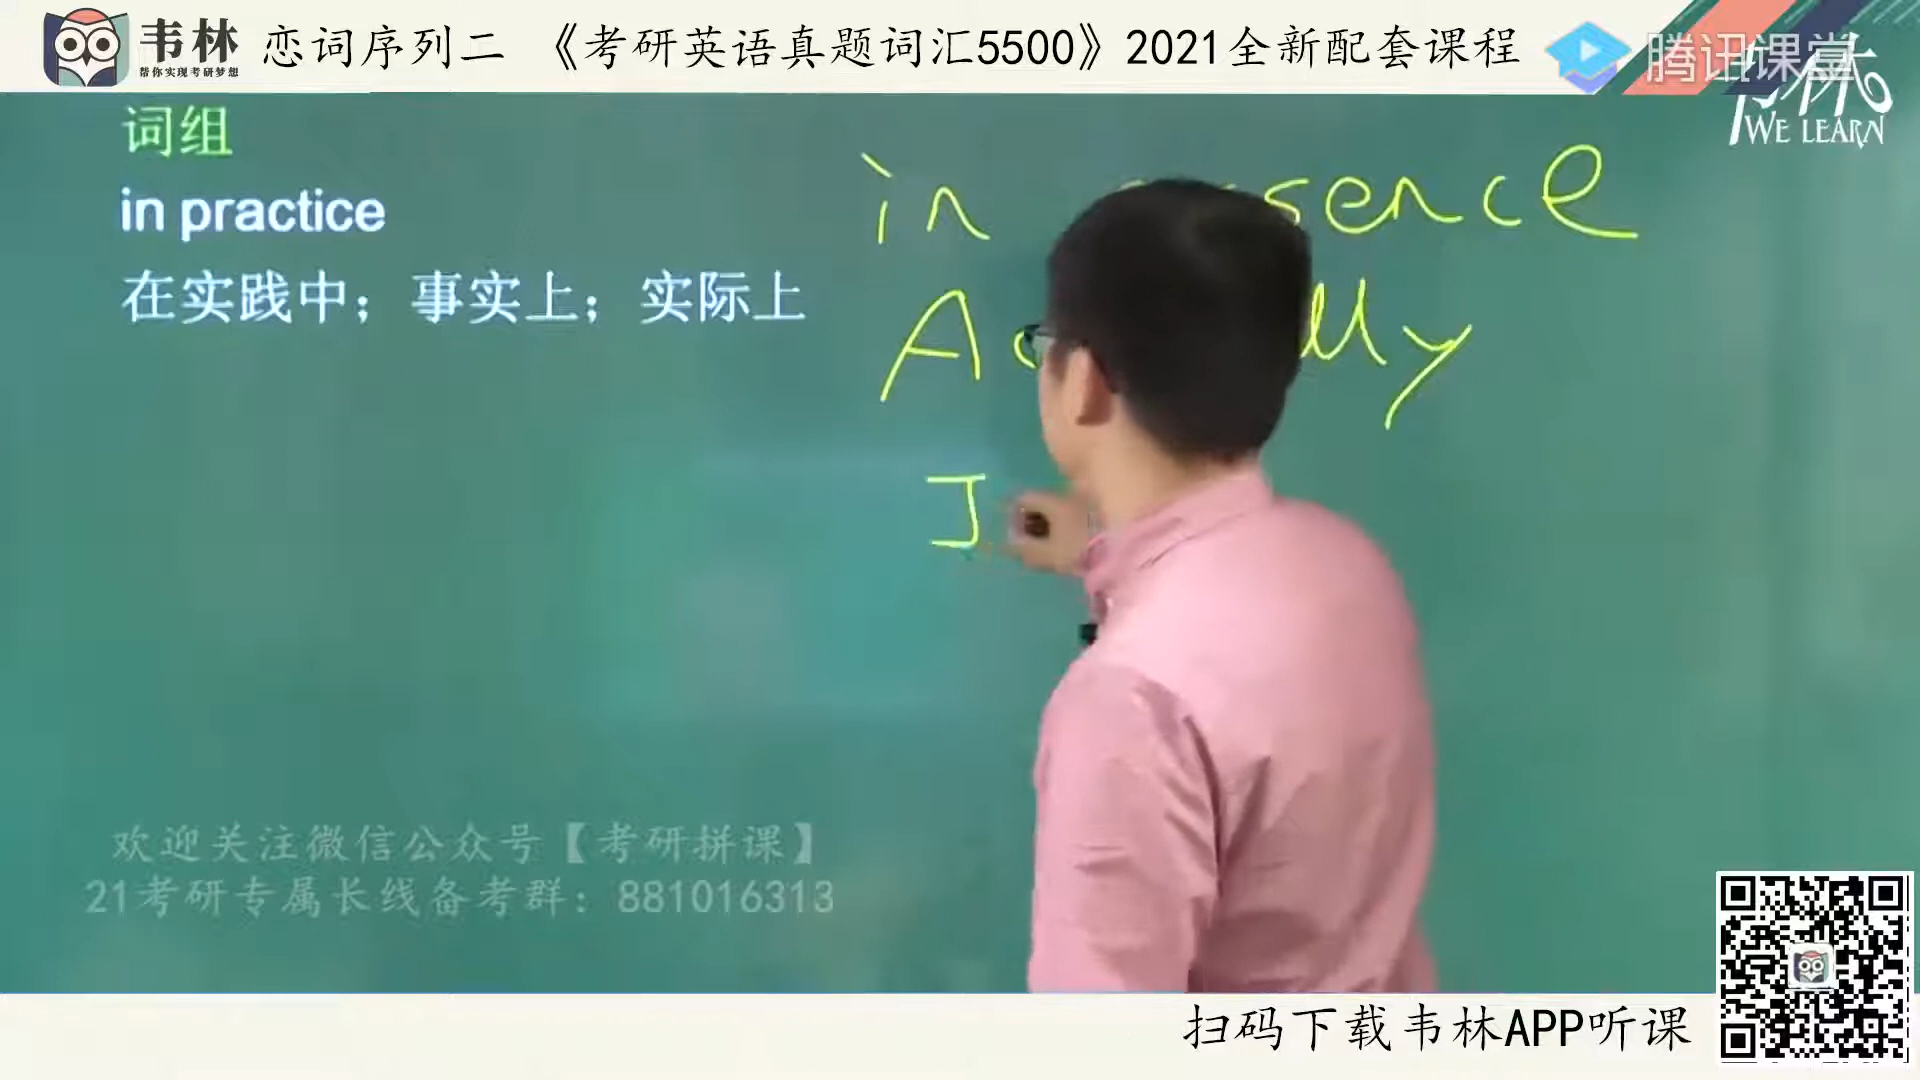 韦林
帮你实现考研梦想
恋词序列二 《考研英语真题词汇5500》2021全新配套课程
腾讯课堂
WE LEARN
词组
in practice
在实践中；事实上；实际上
in
I
欢迎关注微信公众号【考研拼课】
21考研专属长线备考群：881016313
扫码下载韦林APP听课